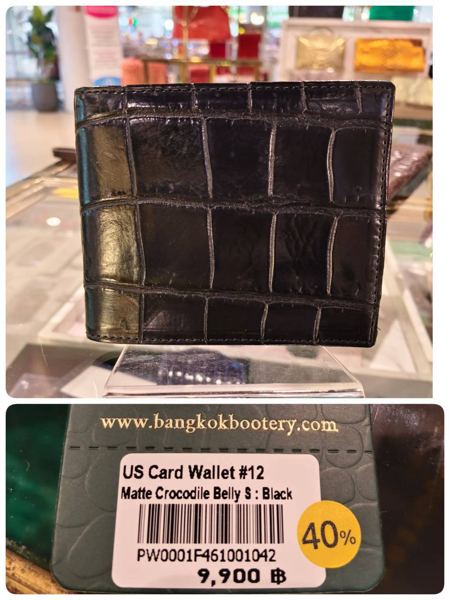 www.bangkokbootery.com
US Card Wallet #12
Matte Crocodile Belly S : Black
PW0001F461001042
9,900 ฿
40%